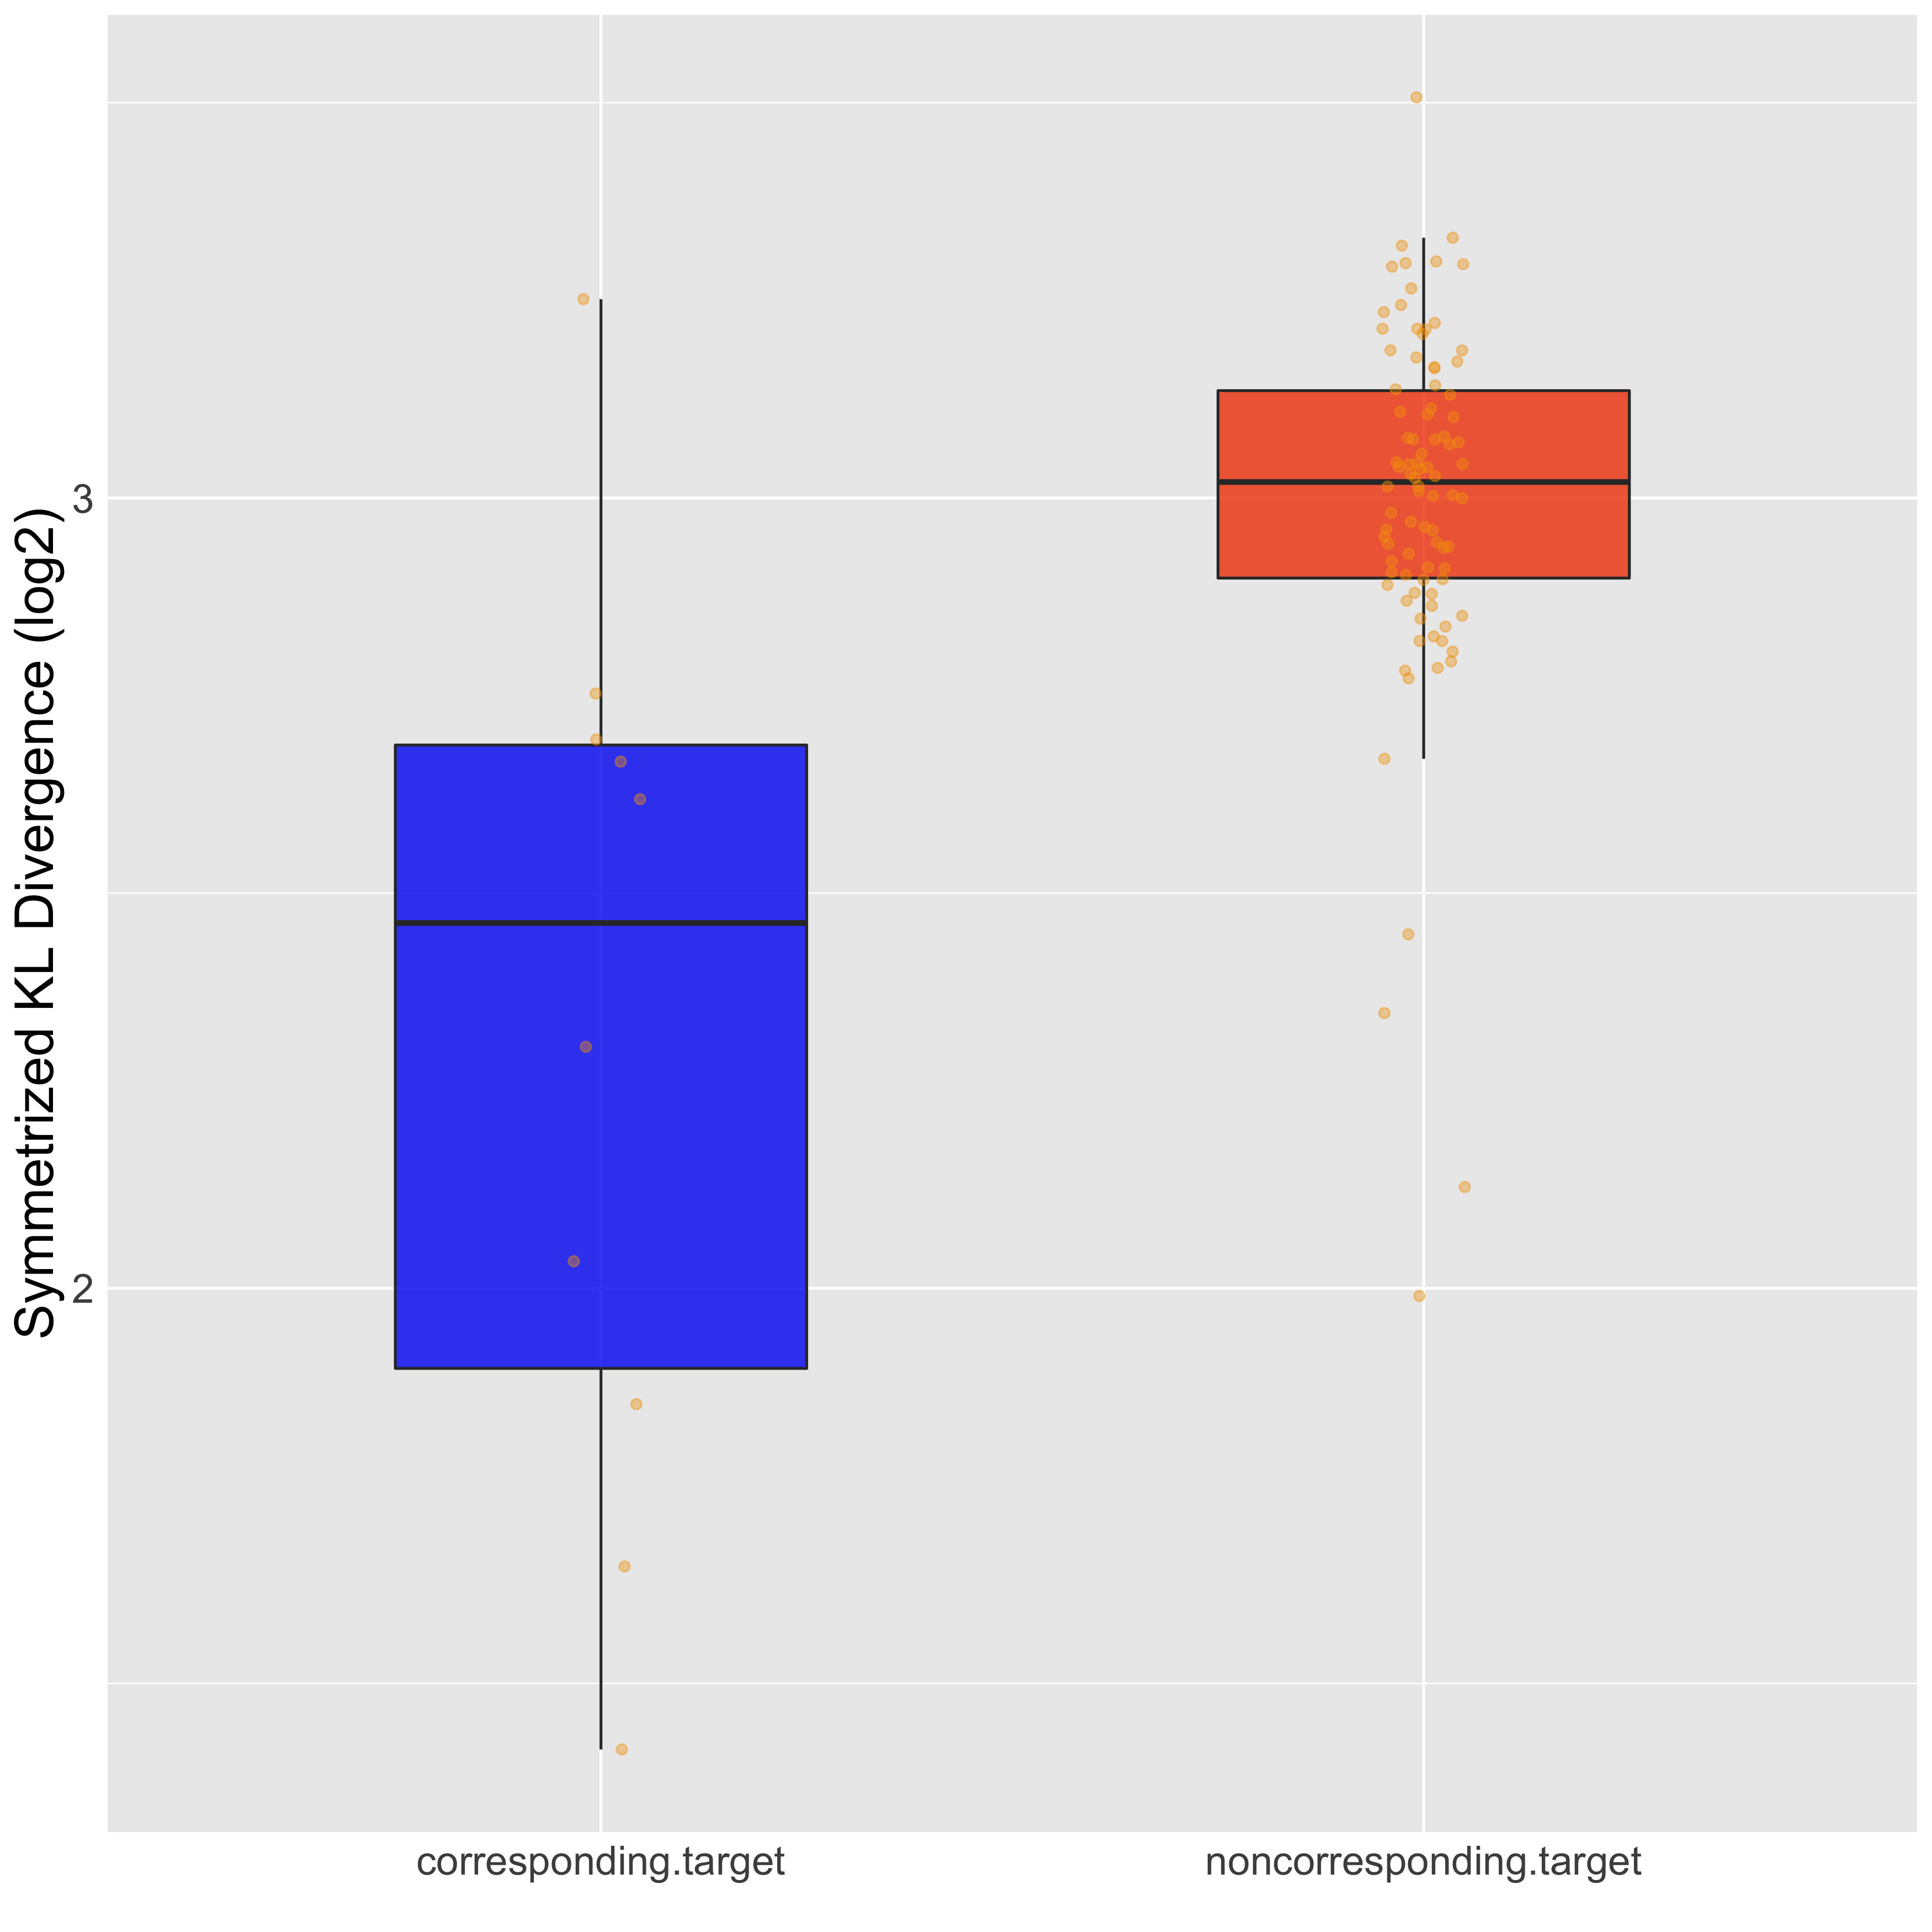 Symmetrized KL Divergence (log2)
3
2
corresponding.target
noncorresponding.target